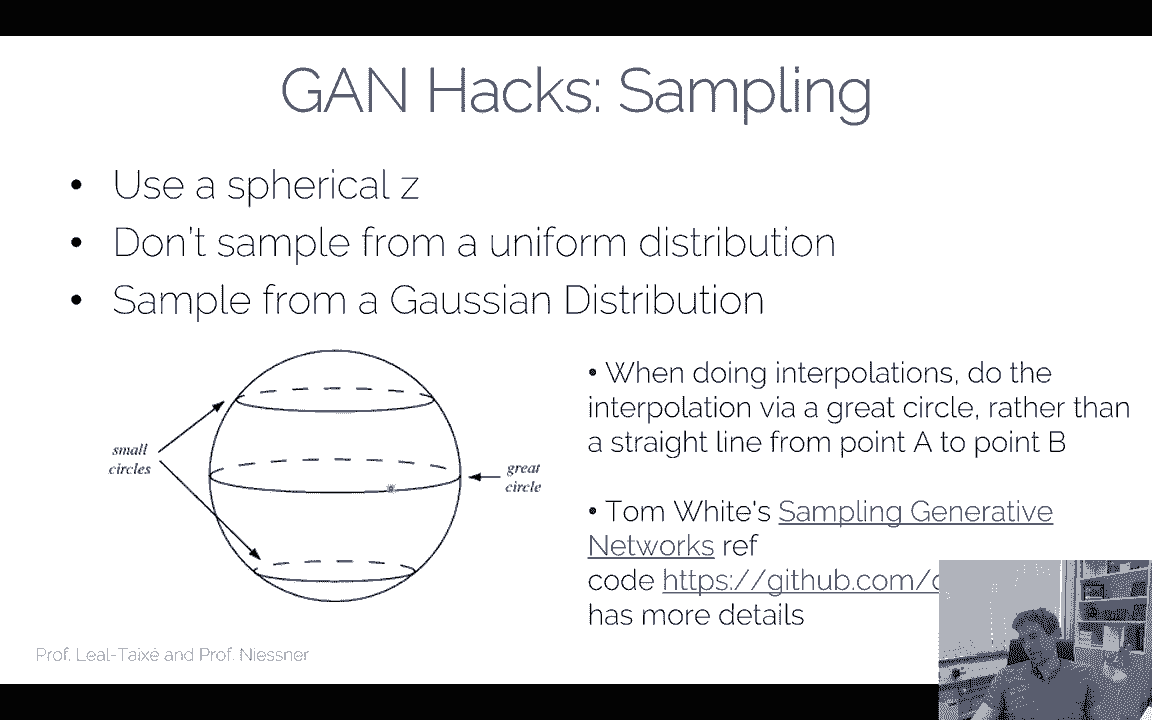 GAN Hacks: Sampling
• Use a spherical z
• Don't sample from a uniform distribution
• Sample from a Gaussian Distribution
small
circles
great
circle
• When doing interpolations, do the
interpolation via a great circle, rather than
a straight line from point A to point B
• Tom White's Sampling Generative
Networks ref
code https://github.com/
has more details
Prof. Leal-Taixé and Prof. Niessner